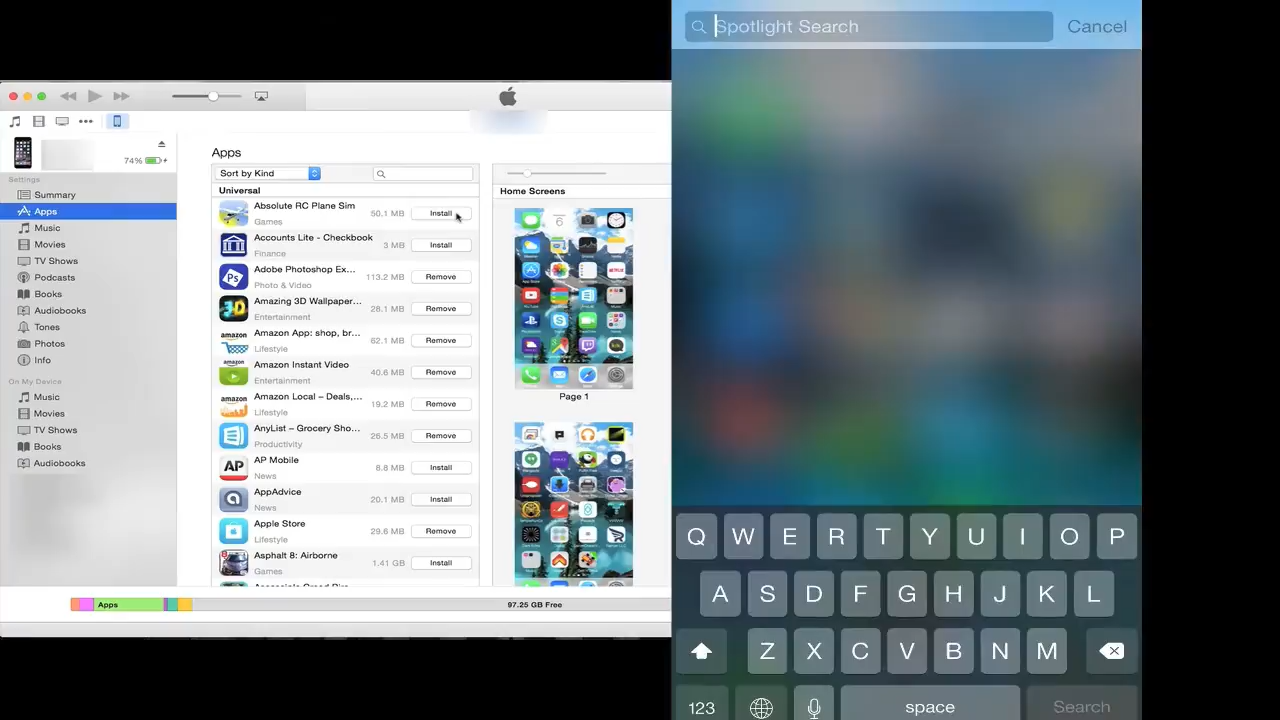 74%
Settings
Summary
Apps
Music
Movies
TV Shows
Podcasts
Books
Audiobooks
Tones
Photos
Info
On My Device
Music
Movies
TV Shows
Books
Audiobooks
Apps
Sort by Kind
Universal
Absolute RC Plane Sim
Games
50.1 MB
Install
Accounts Lite - Checkbook
Finance
3 MB
Install
Ps
Adobe Photoshop Ex...
Photo & Video
113.2 MB
Remove
3D
Amazing 3D Wallpaper...
Entertainment
28.1 MB
Remove
amazon
Amazon App: shop, br...
Lifestyle
62.1 MB
Remove
amazon
Amazon Instant Video
Entertainment
40.6 MB
Remove
amazon
Amazon Local – Deals,...
Lifestyle
19.2 MB
Remove
AnyList – Grocery Sho...
Productivity
26.5 MB
Remove
AP
AP Mobile
News
8.8 MB
Install
AppAdvice
News
20.1 MB
Install
Apple Store
Lifestyle
29.6 MB
Remove
Asphalt 8: Airborne
Games
1.41 GB
Install
Home Screens
6
Page 1
Apps
97.25 GB Free
Spotlight Search
Cancel
Q W E R T Y U I O P
A S D F G H J K L
Z X C V B N M
123
space
Search